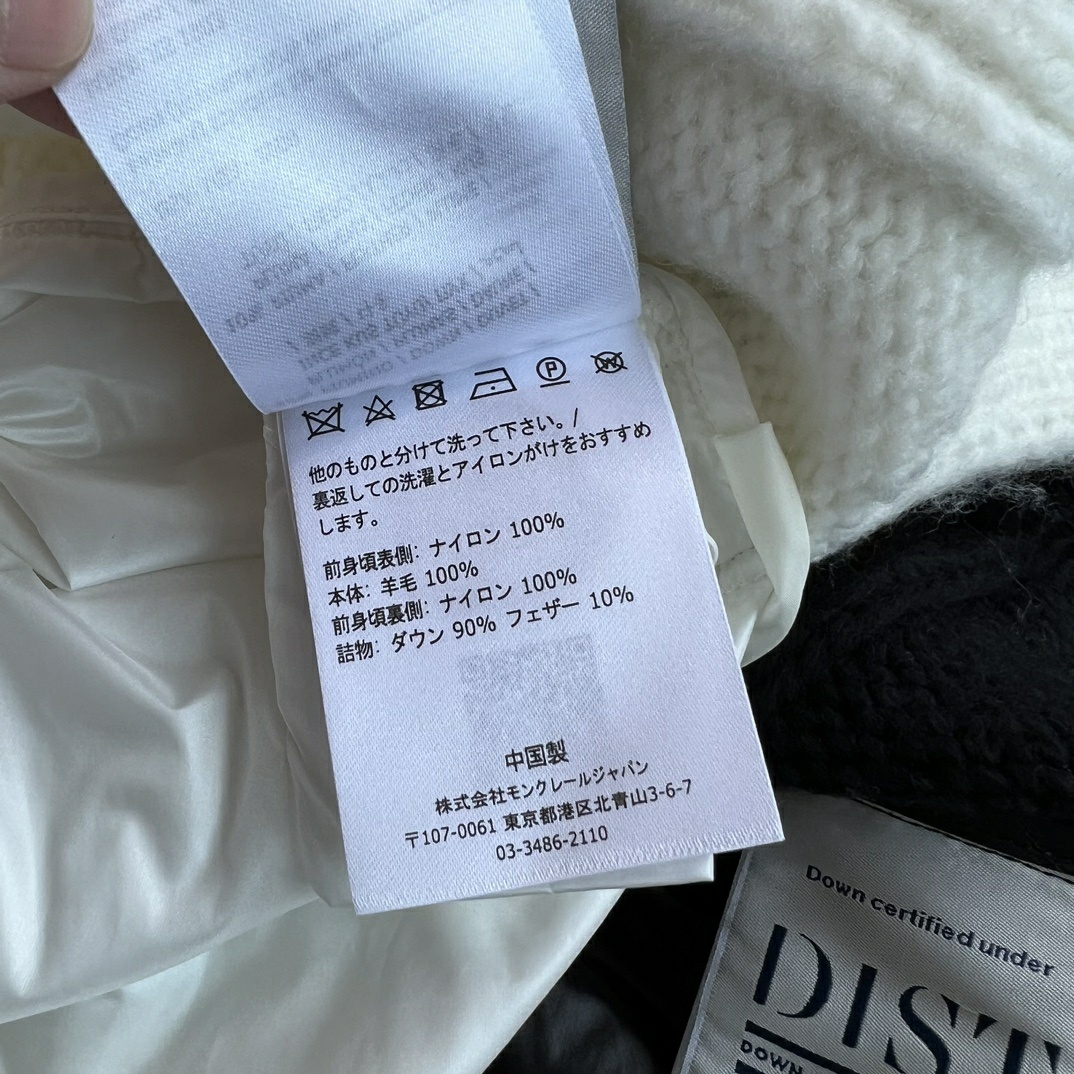 他のものと分けて洗って下さい。/
裏返しての洗濯とアイロンがけをおすすめ
します。
前身頃表側: ナイロン 100%
本体: 羊毛 100%
前身頃裏側: ナイロン 100%
詰物: ダウン 90% フェザー 10%
中国製
株式会社モンクレールジャパン
〒107-0061 東京都港区北青山3-6-7
03-3486-2110
Down certified under
DIST
DOWN